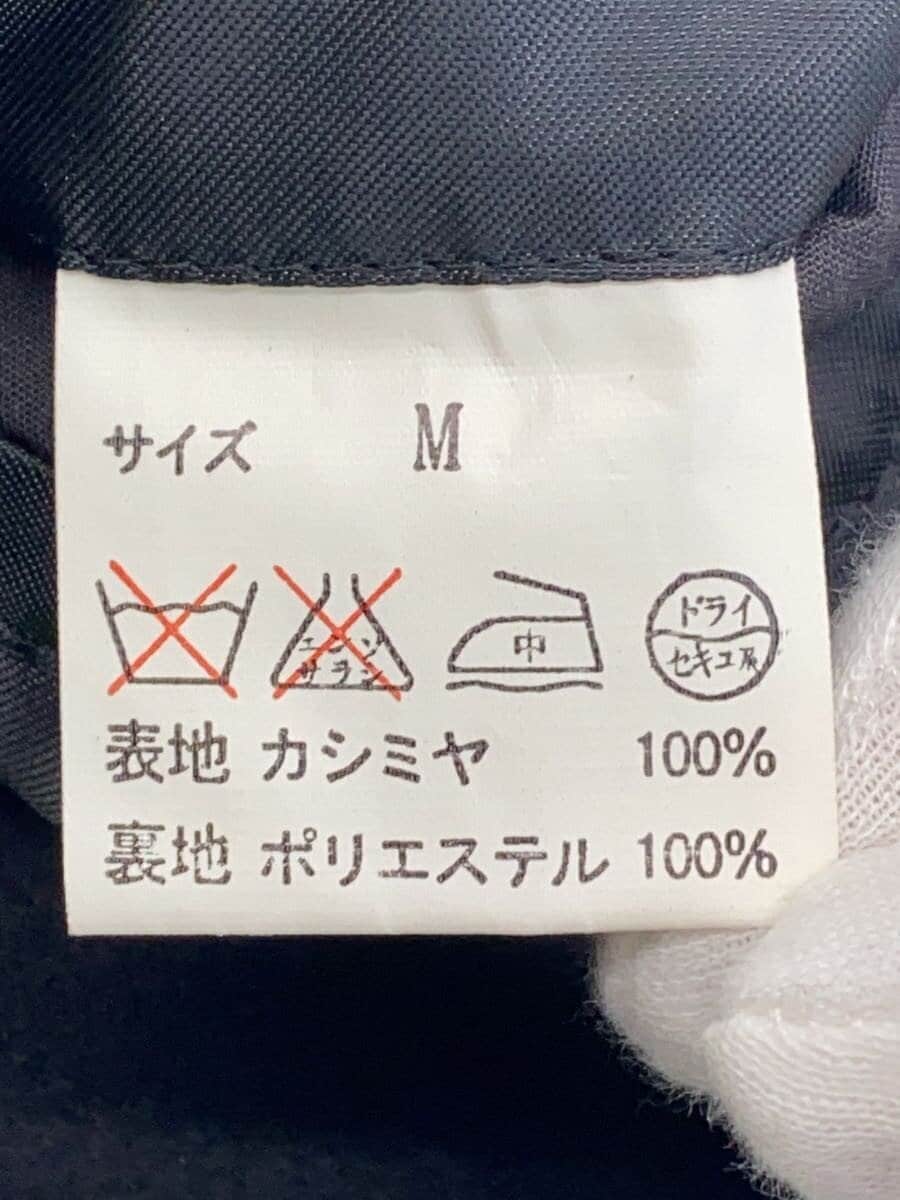 サイズ M
エンソ
サラシ
中
ドライ
セキユ系
表地 カシミヤ 100%
裏地 ポリエステル 100%